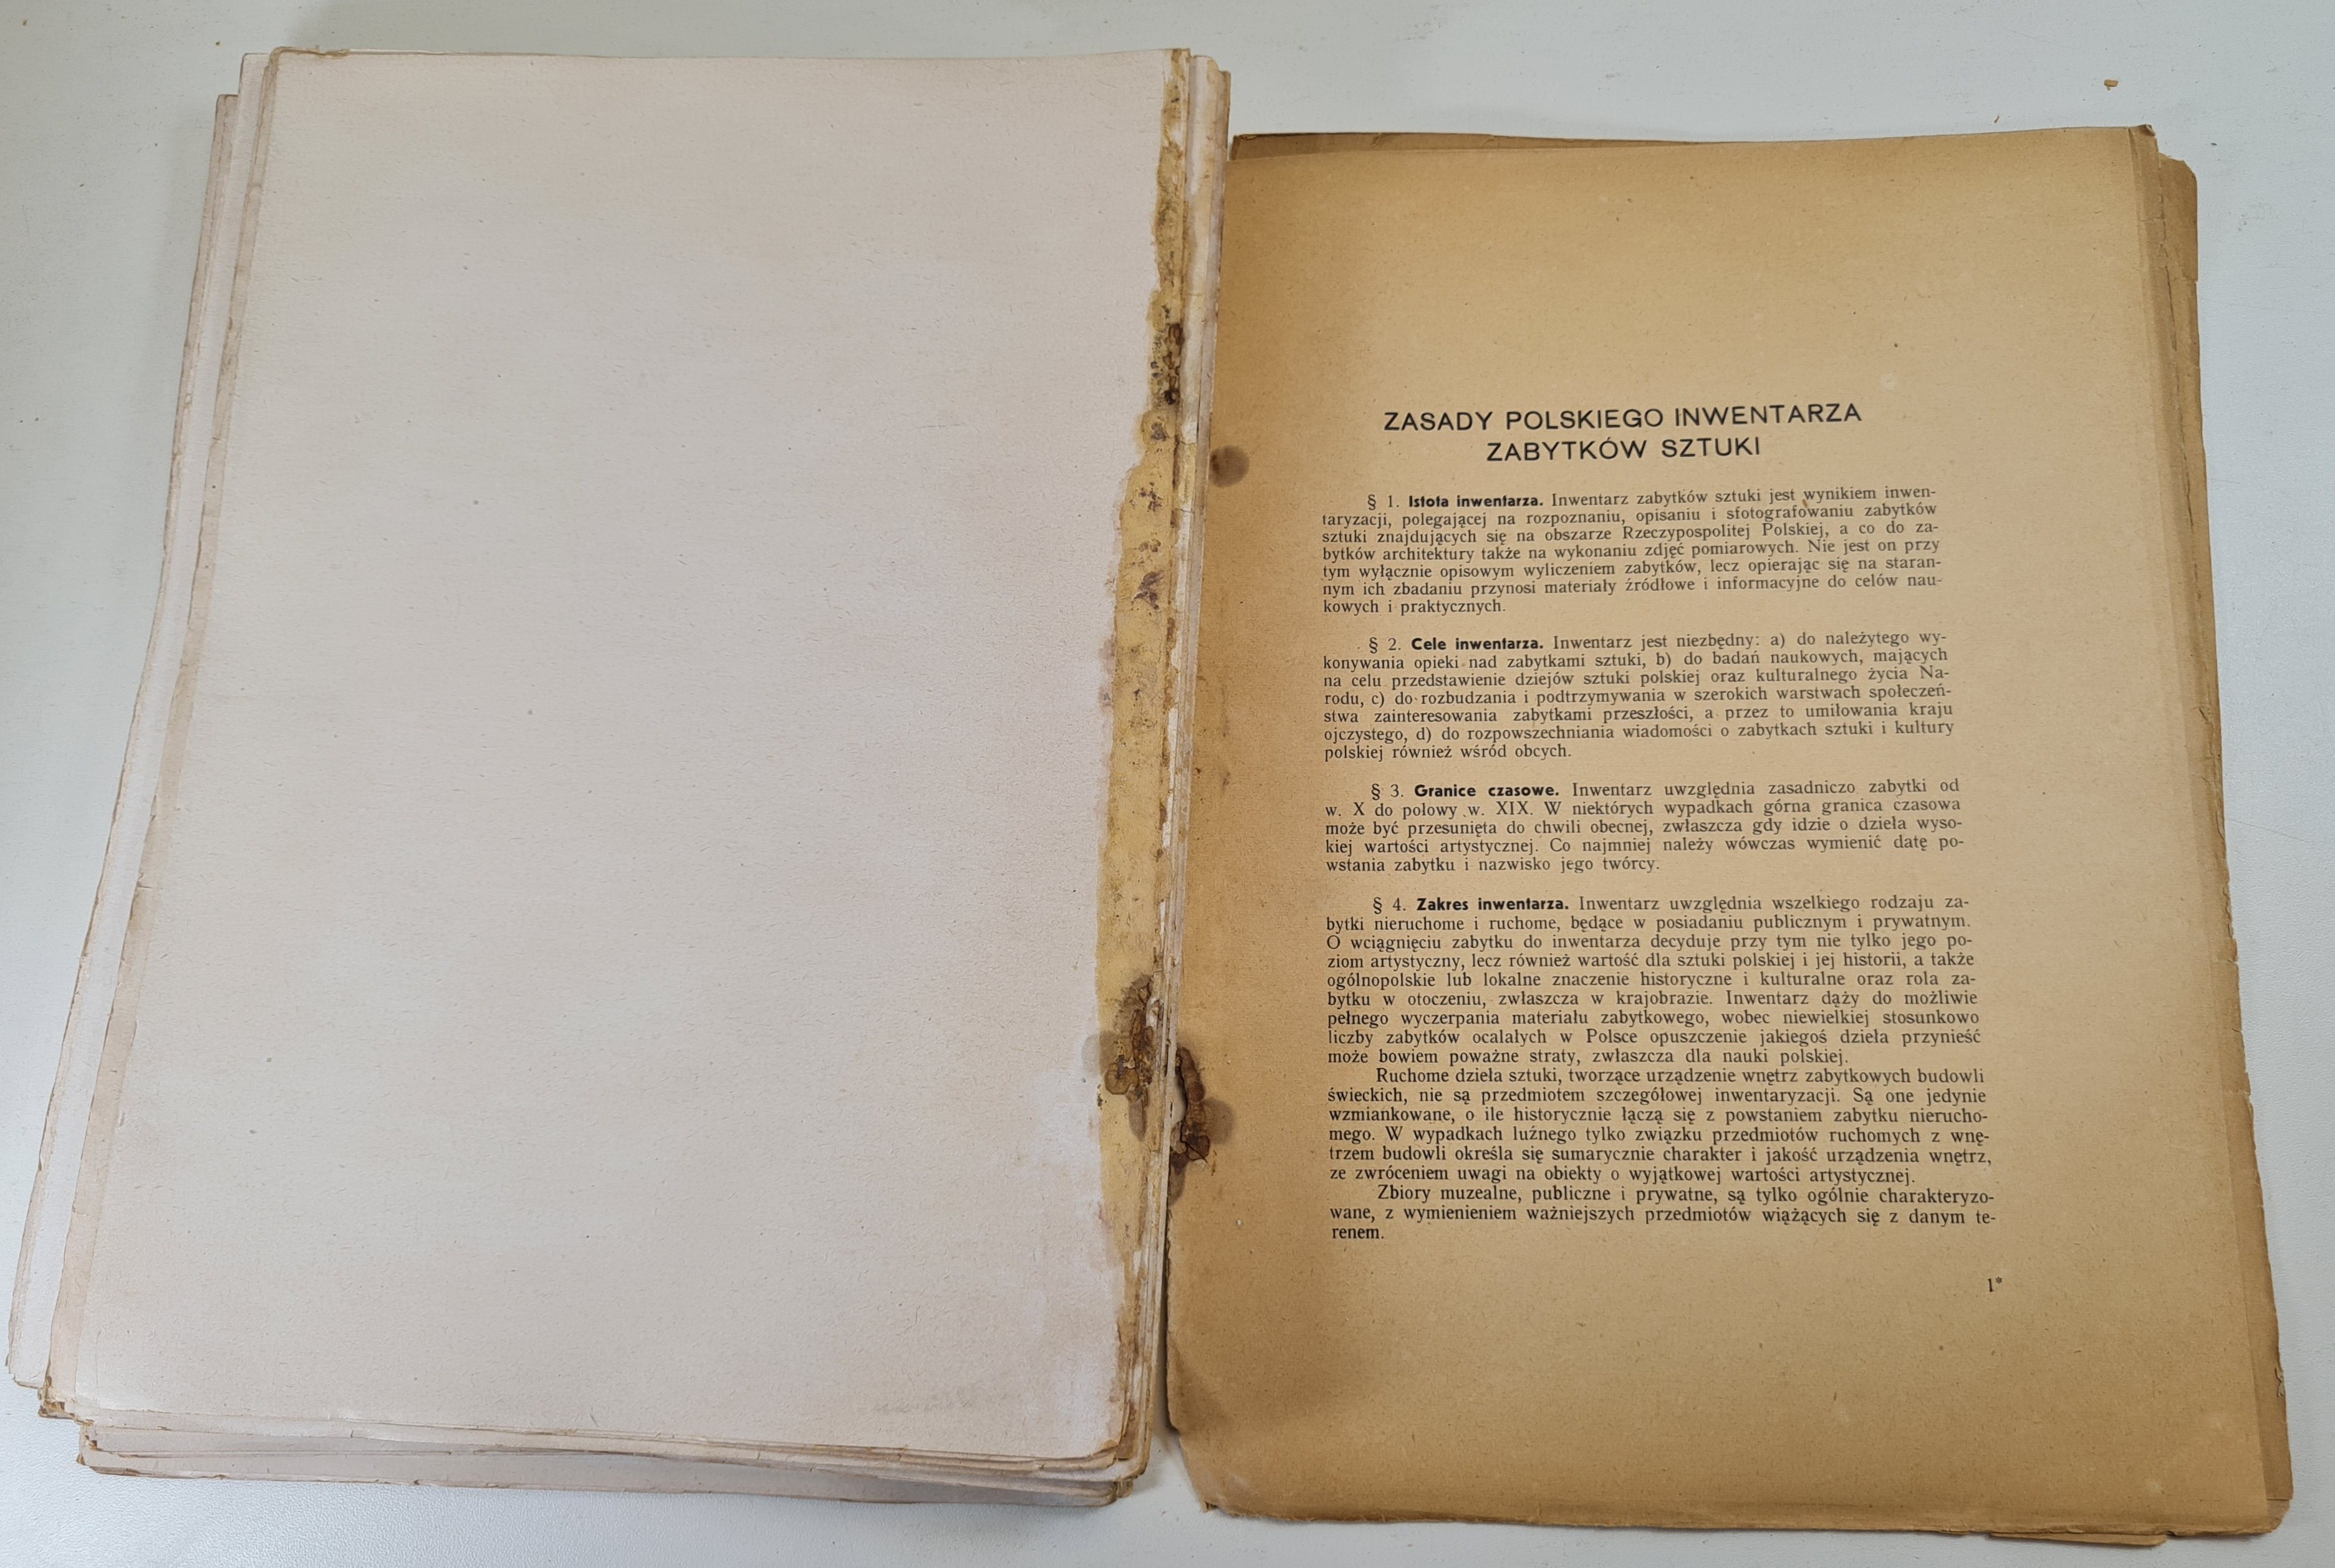 ZASADY POLSKIEGO INWENTARZA
ZABYTKÓW SZTUKI
§ 1. Istota inwentarza. Inwentarz zabytków sztuki jest wynikiem inwen-
taryzacji, polegającej na rozpoznaniu, opisaniu i sfotografowaniu zabytków
sztuki znajdujących się na obszarze Rzeczypospolitej Polskiej, a co do za-
bytków architektury także na wykonaniu zdjęć pomiarowych. Nie jest on przy
tym wyłącznie opisowym wyliczeniem zabytków, lecz opierając się na staran-
nym ich zbadaniu przynosi materiały źródłowe i informacyjne do celów nau-
kowych i praktycznych.
§ 2. Cele inwentarza. Inwentarz jest niezbędny: a) do należytego wy-
konywania opieki nad zabytkami sztuki, b) do badań naukowych, mających
na celu przedstawienie dziejów sztuki polskiej oraz kulturalnego życia Na-
rodu, c) do rozbudzania i podtrzymywania w szerokich warstwach społeczeń-
stwa zainteresowania zabytkami przeszłości, a przez to umiłowania kraju
ojczystego, d) do rozpowszechniania wiadomości o zabytkach sztuki i kultury
polskiej również wśród obcych.
§ 3. Granice czasowe. Inwentarz uwzględnia zasadniczo zabytki od
w. X do połowy w. XIX. W niektórych wypadkach górna granica czasowa
może być przesunięta do chwili obecnej, zwłaszcza gdy idzie o dzieła wyso-
kiej wartości artystycznej. Co najmniej należy wówczas wymienić datę po-
wstania zabytku i nazwisko jego twórcy.
§ 4. Zakres inwentarza. Inwentarz uwzględnia wszelkiego rodzaju za-
bytki nieruchome i ruchome, będące w posiadaniu publicznym i prywatnym.
O wciągnięciu zabytku do inwentarza decyduje przy tym nie tylko jego po-
ziom artystyczny, lecz również wartość dla sztuki polskiej i jej historii, a także
ogólnopolskie lub lokalne znaczenie historyczne i kulturalne oraz rola za-
bytku w otoczeniu, zwłaszcza w krajobrazie. Inwentarz dąży do możliwie
pełnego wyczerpania materiału zabytkowego, wobec niewielkiej stosunkowo
liczby zabytków ocalałych w Polsce opuszczenie jakiegoś dzieła przynieść
może bowiem poważne straty, zwłaszcza dla nauki polskiej.
Ruchome dzieła sztuki, tworzące urządzenie wnętrz zabytkowych budowli
świeckich, nie są przedmiotem szczegółowej inwentaryzacji. Są one jedynie
wzmiankowane, o ile historycznie łączą się z powstaniem zabytku nierucho-
mego. W wypadkach luźnego tylko związku przedmiotów ruchomych z wnę-
trzem budowli określa się sumarycznie charakter i jakość urządzenia wnętrz,
ze zwróceniem uwagi na obiekty o wyjątkowej wartości artystycznej.
Zbiory muzealne, publiczne i prywatne, są tylko ogólnie charakteryzo-
wane, z wymienieniem ważniejszych przedmiotów wiążących się z danym te-
renem.
1*